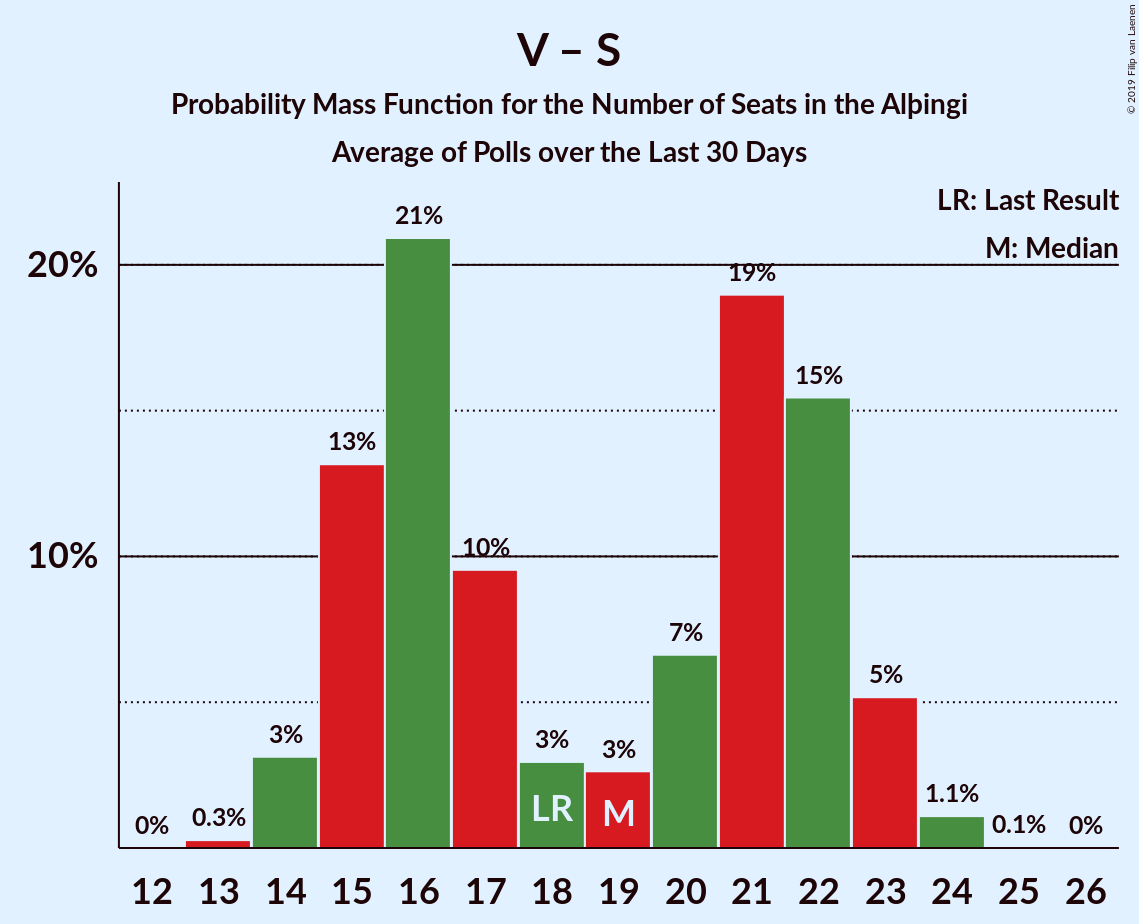 V – S
Probability Mass Function for the Number of Seats in the Alþingi
Average of Polls over the Last 30 Days
© 2019 Filip van Laenen
LR: Last Result
M: Median
20%
10%
0%
0.3%
3%
13%
21%
10%
3%
3%
7%
19%
15%
5%
1.1%
0.1%
0%
LR
M
12 13 14 15 16 17 18 19 20 21 22 23 24 25 26